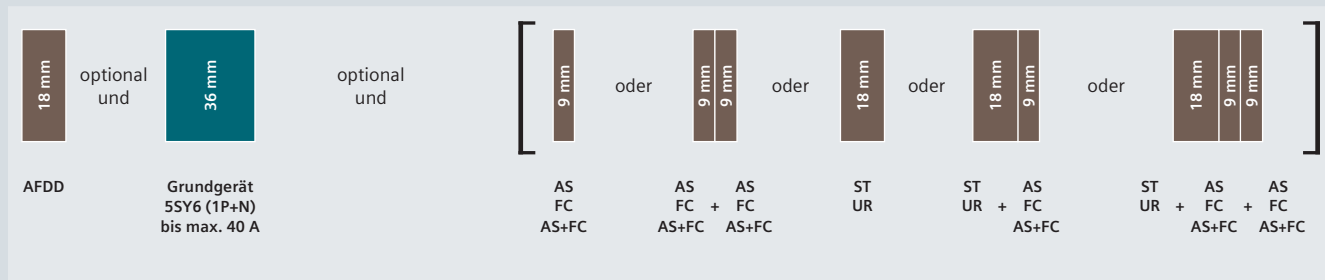 18 mm
optional
und
36 mm
optional
und
9 mm
oder
9 mm
9 mm
oder
18 mm
oder
18 mm
9 mm
oder
18 mm
9 mm
9 mm
AFDD
Grundgerät
5SY6 (1P+N)
bis max. 40 A
AS
FC
AS+FC
AS AS
FC + FC
AS+FC AS+FC
ST
UR
ST AS
UR + FC
AS+FC
ST AS AS
UR + FC + FC
AS+FC AS+FC